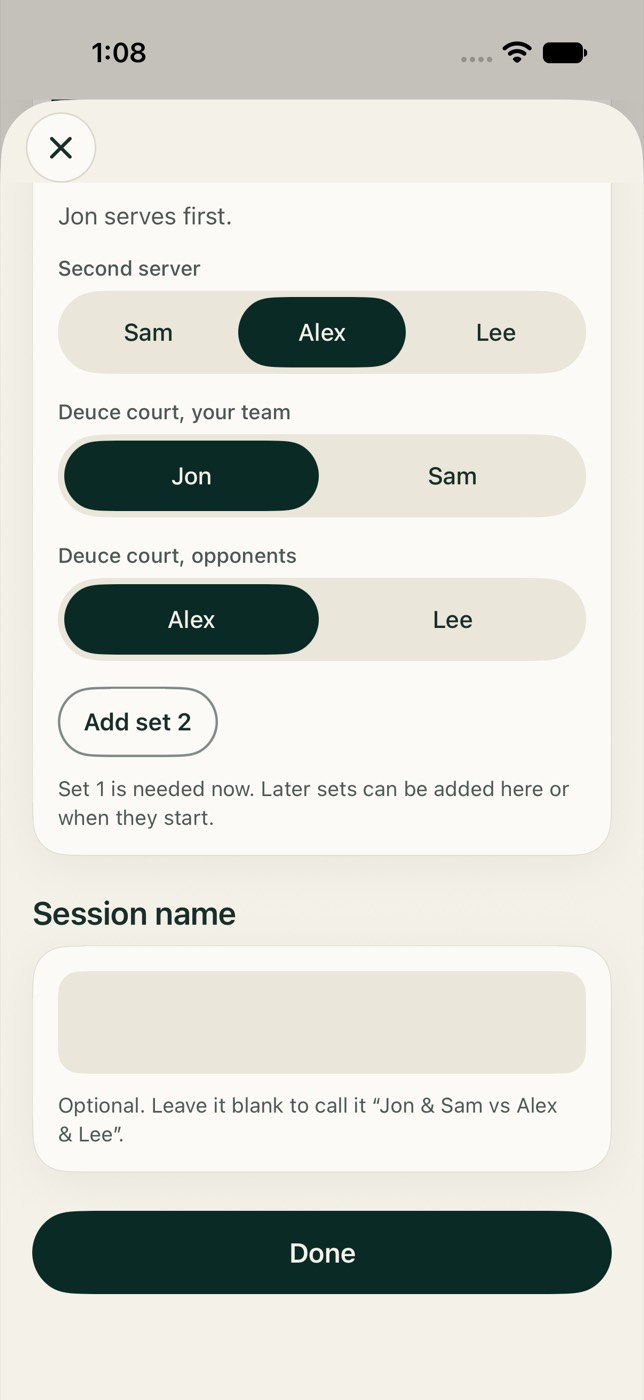 1:08
Jon serves first.
Second server
Sam Alex Lee
Deuce court, your team
Jon Sam
Deuce court, opponents
Alex Lee
Add set 2
Set 1 is needed now. Later sets can be added here or
when they start.
Session name
Optional. Leave it blank to call it “Jon & Sam vs Alex
& Lee”.
Done